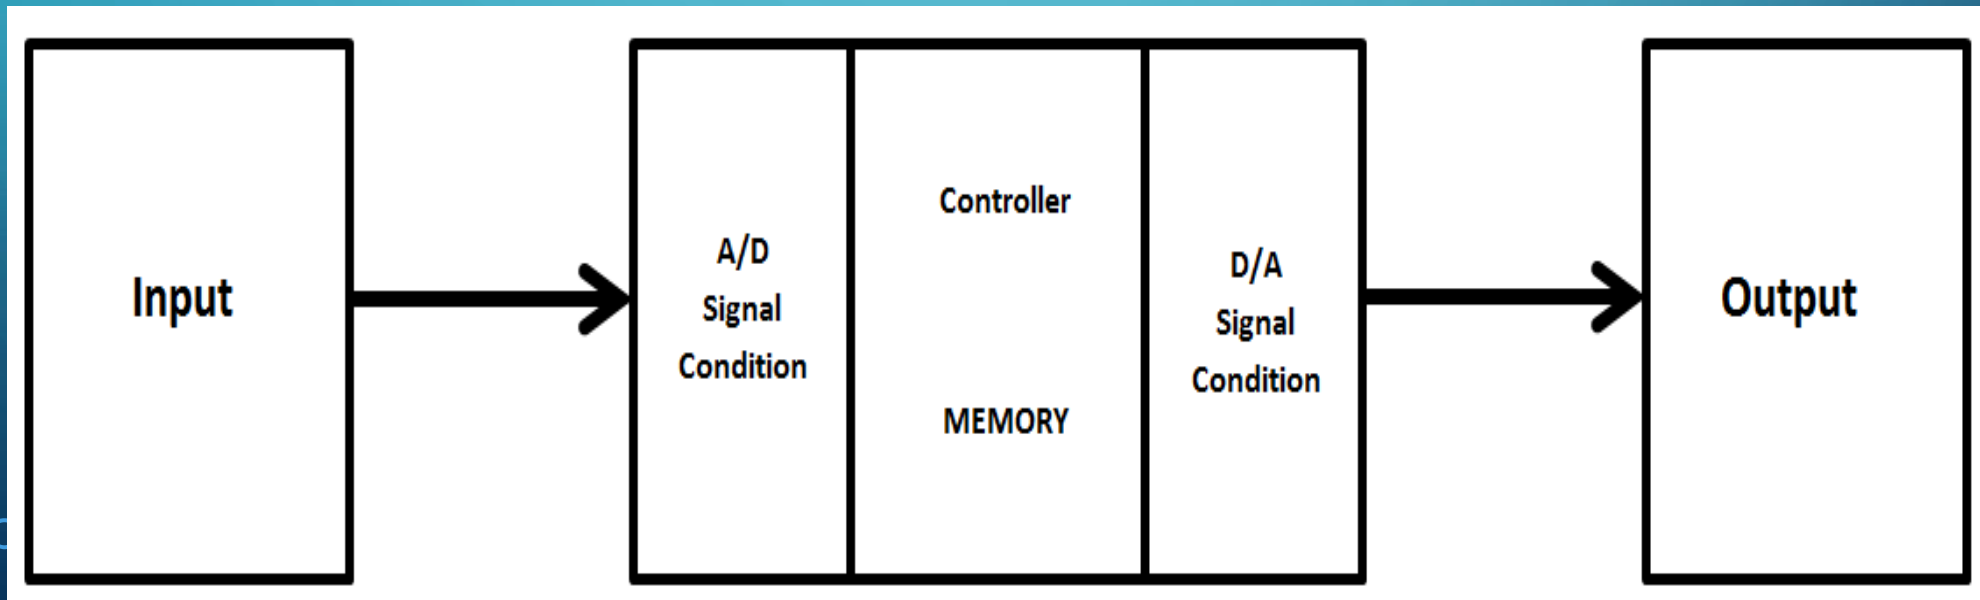 Input
A/D
Signal
Condition
Controller
MEMORY
D/A
Signal
Condition
Output